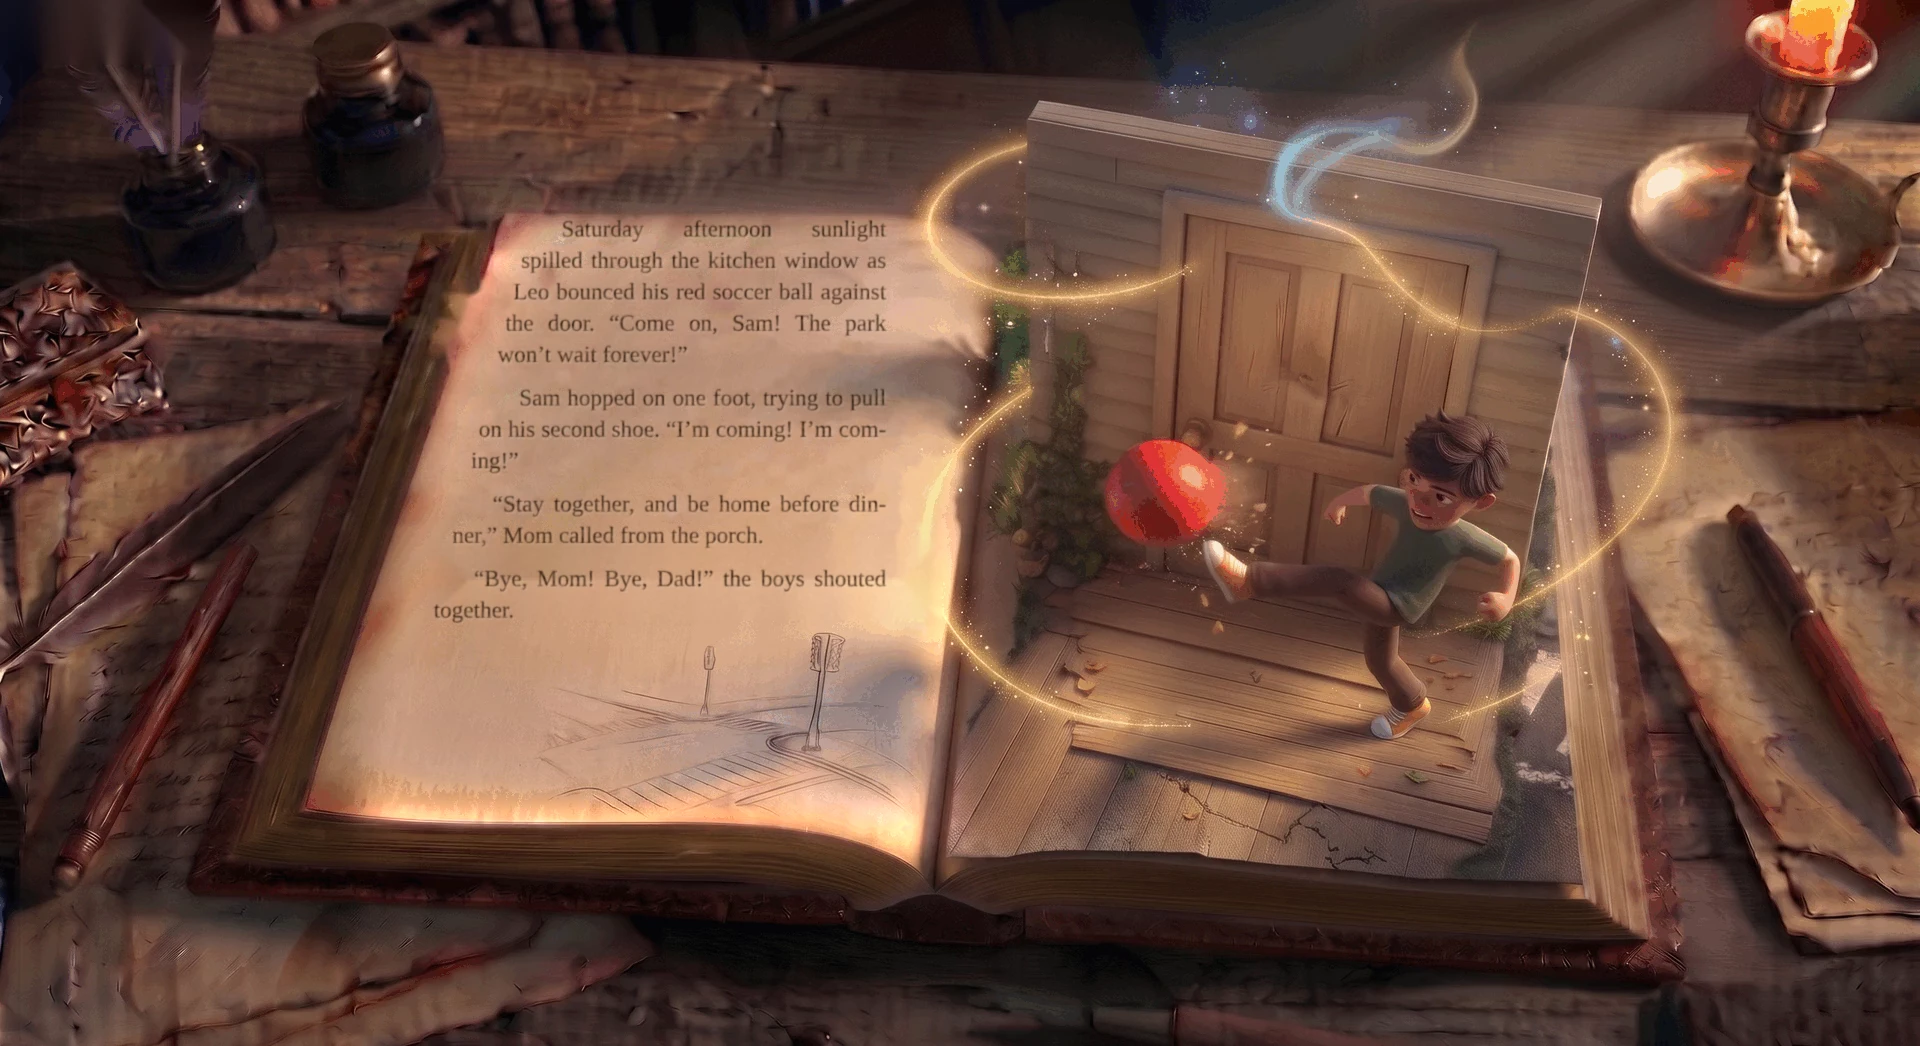 Saturday afternoon sunlight
spilled through the kitchen window as
Leo bounced his red soccer ball against
the door. “Come on, Sam! The park
won’t wait forever!”
Sam hopped on one foot, trying to pull
on his second shoe. “I’m coming! I’m com-
ing!”
“Stay together, and be home before din-
ner,” Mom called from the porch.
“Bye, Mom! Bye, Dad!” the boys shouted
together.